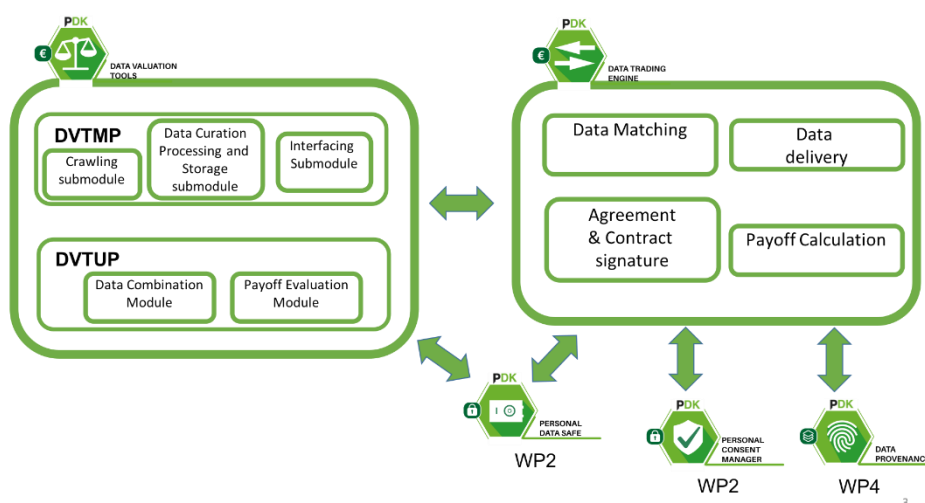 PDK
€
DATA VALUATION
TOOLS
DVTMP
Crawling
submodule
Data Curation
Processing and
Storage
submodule
Interfacing
Submodule
DVTUP
Data Combination
Module
Payoff Evaluation
Module
PDK
€
DATA TRADING
ENGINE
Data Matching
Data
delivery
Agreement
& Contract
signature
Payoff Calculation
PDK
PERSONAL
DATA SAFE
WP2
PDK
PERSONAL
CONSENT
MANAGER
WP2
PDK
DATA
PROVENANC
WP4
3